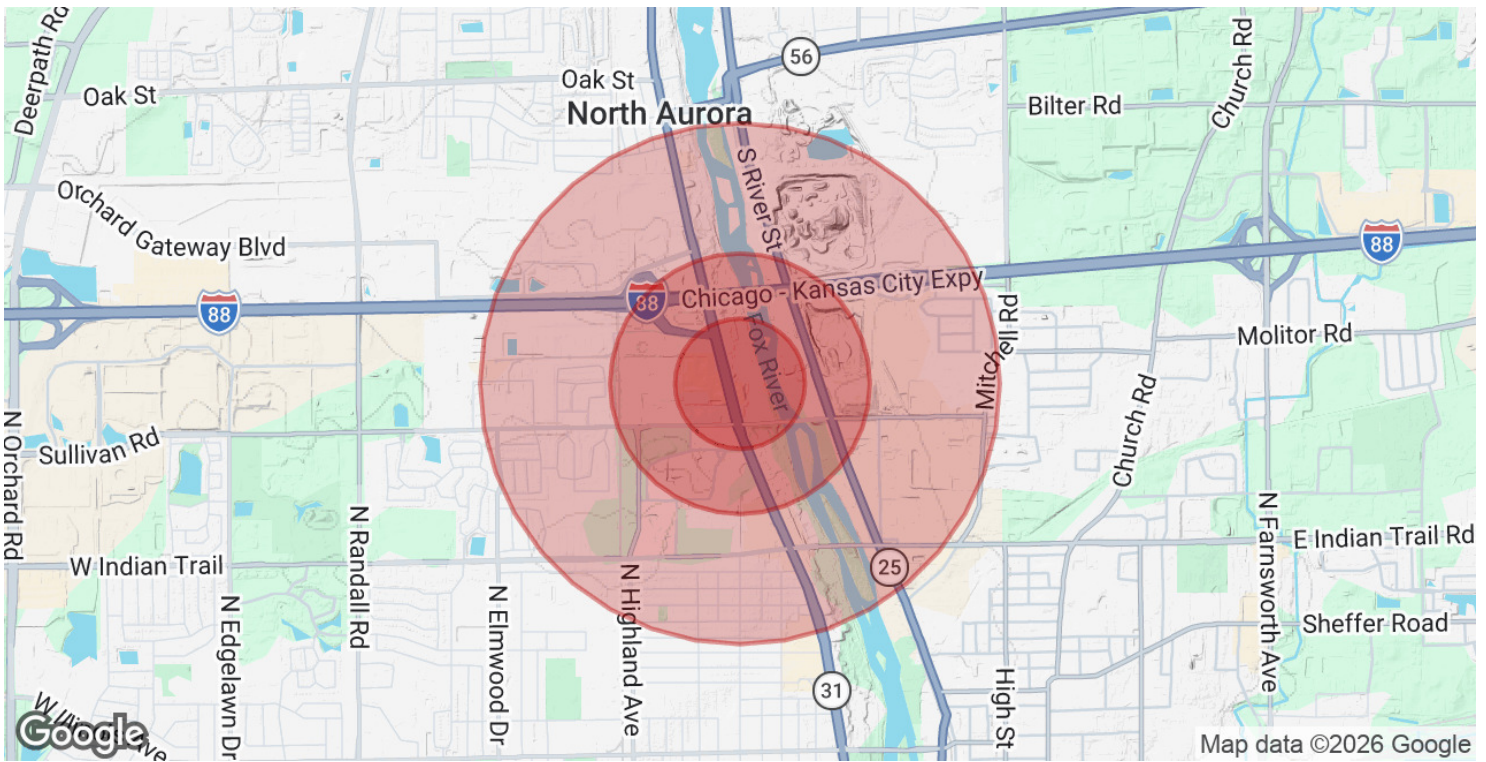 Deerpath Rd
56
Oak St
Oak St
North Aurora
Bilter Rd
Church Rd
S River St
Orchard Gateway Blvd
88
88
88
Chicago - Kansas City Expy
Fox River
Mitchell Rd
Molitor Rd
N Orchard Rd
Sullivan Rd
Church Rd
N Randall Rd
N Farnsworth Ave
W Indian Trail
E Indian Trail Rd
25
N Edgelawn Dr
N Elmwood Dr
N Highland Ave
Sheffer Road
31
High St
W Illinois Ave
Google
Map data ©2026 Google